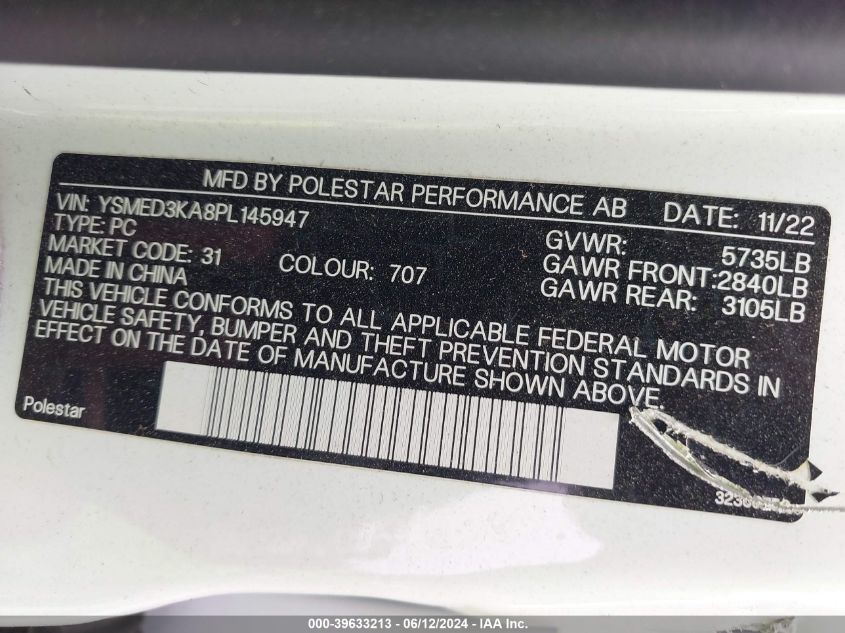 MFD BY POLESTAR PERFORMANCE AB DATE: 11/22
VIN: YSMED3KA8PL145947
TYPE: PC
MARKET CODE: 31 COLOUR: 707
MADE IN CHINA
GVWR: 5735LB
GAWR FRONT:2840LB
GAWR REAR: 3105LB
THIS VEHICLE CONFORMS TO ALL APPLICABLE FEDERAL MOTOR
VEHICLE SAFETY, BUMPER AND THEFT PREVENTION STANDARDS IN
EFFECT ON THE DATE OF MANUFACTURE SHOWN ABOVE.
Polestar
000-39633213 - 06/12/2024 - IAA Inc.